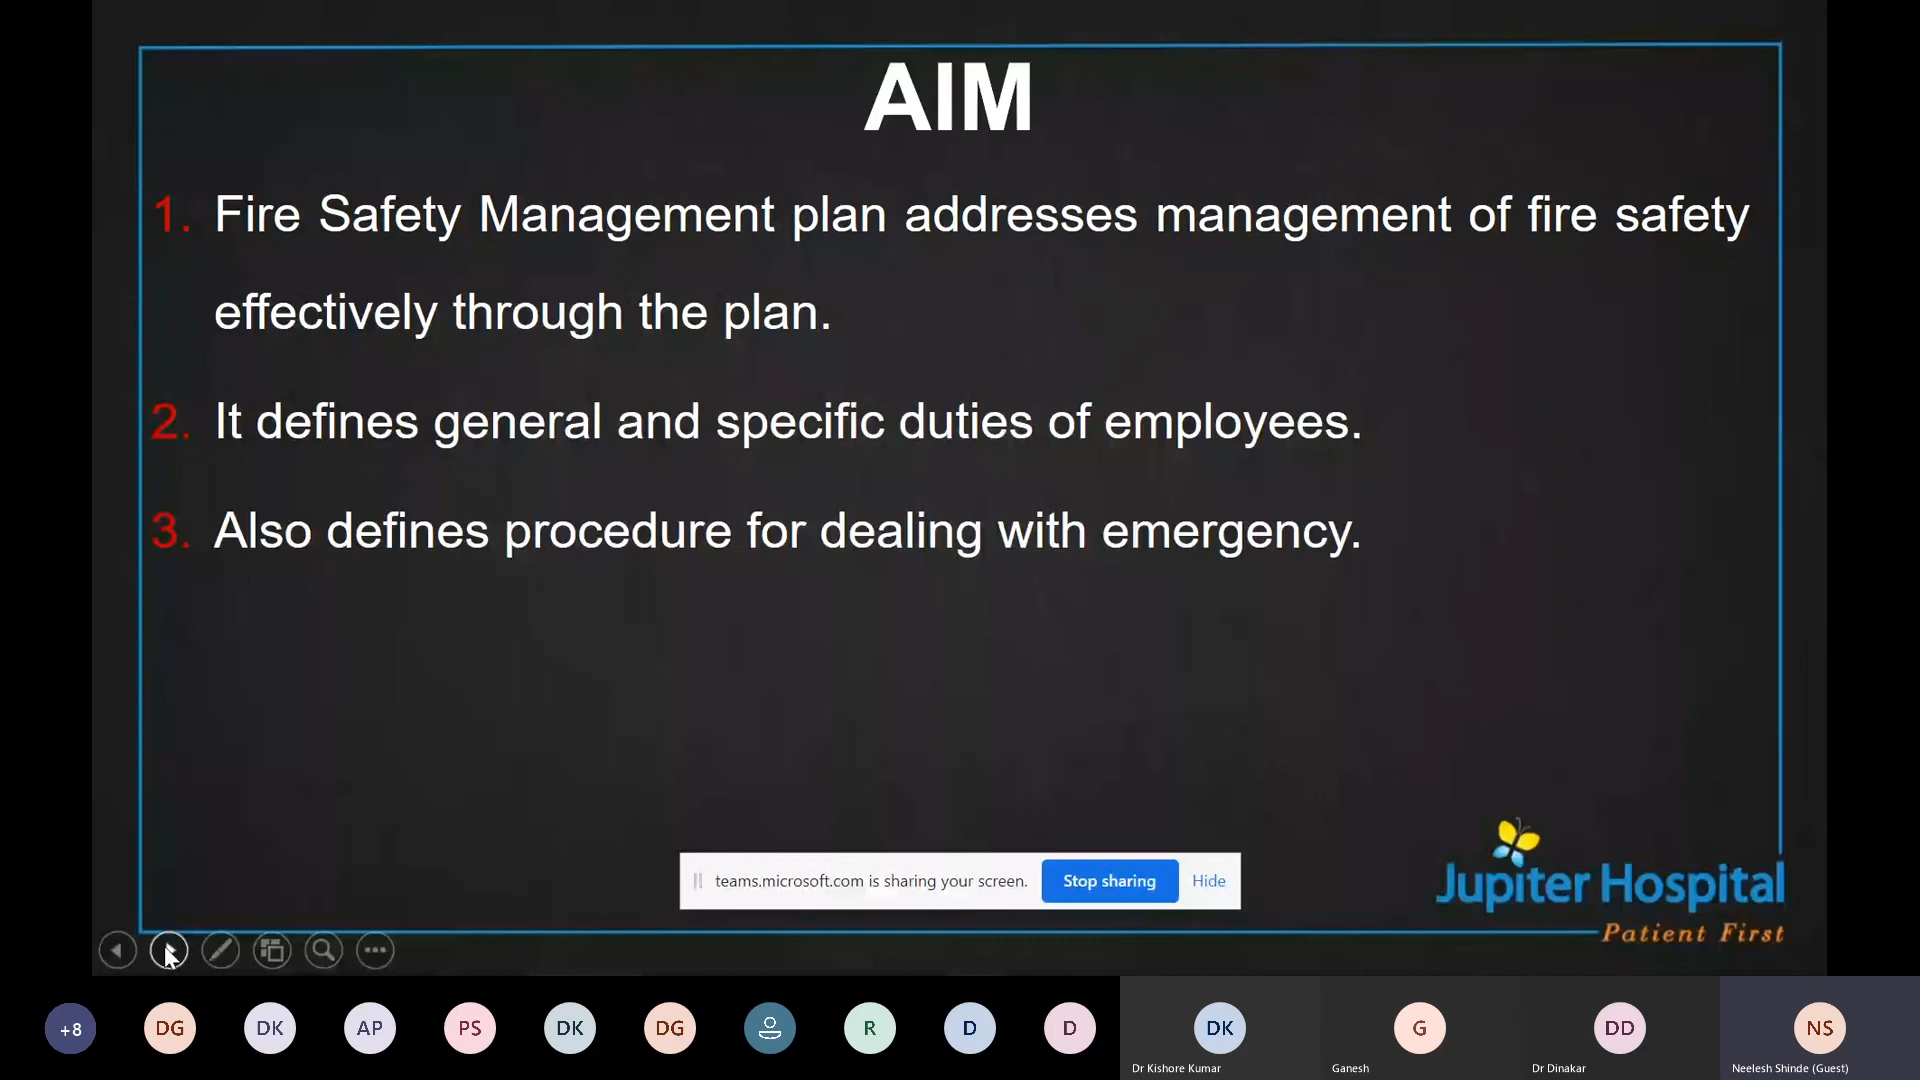 AIM
1. Fire Safety Management plan addresses management of fire safety
effectively through the plan.
2. It defines general and specific duties of employees.
3. Also defines procedure for dealing with emergency.
teams.microsoft.com is sharing your screen. Stop sharing Hide
Jupiter Hospital
Patient First
+8 DG DK AP PS DK DG R D D DK G DD NS
Dr Kishore Kumar Ganesh Dr Dinakar Neelesh Shinde (Guest)